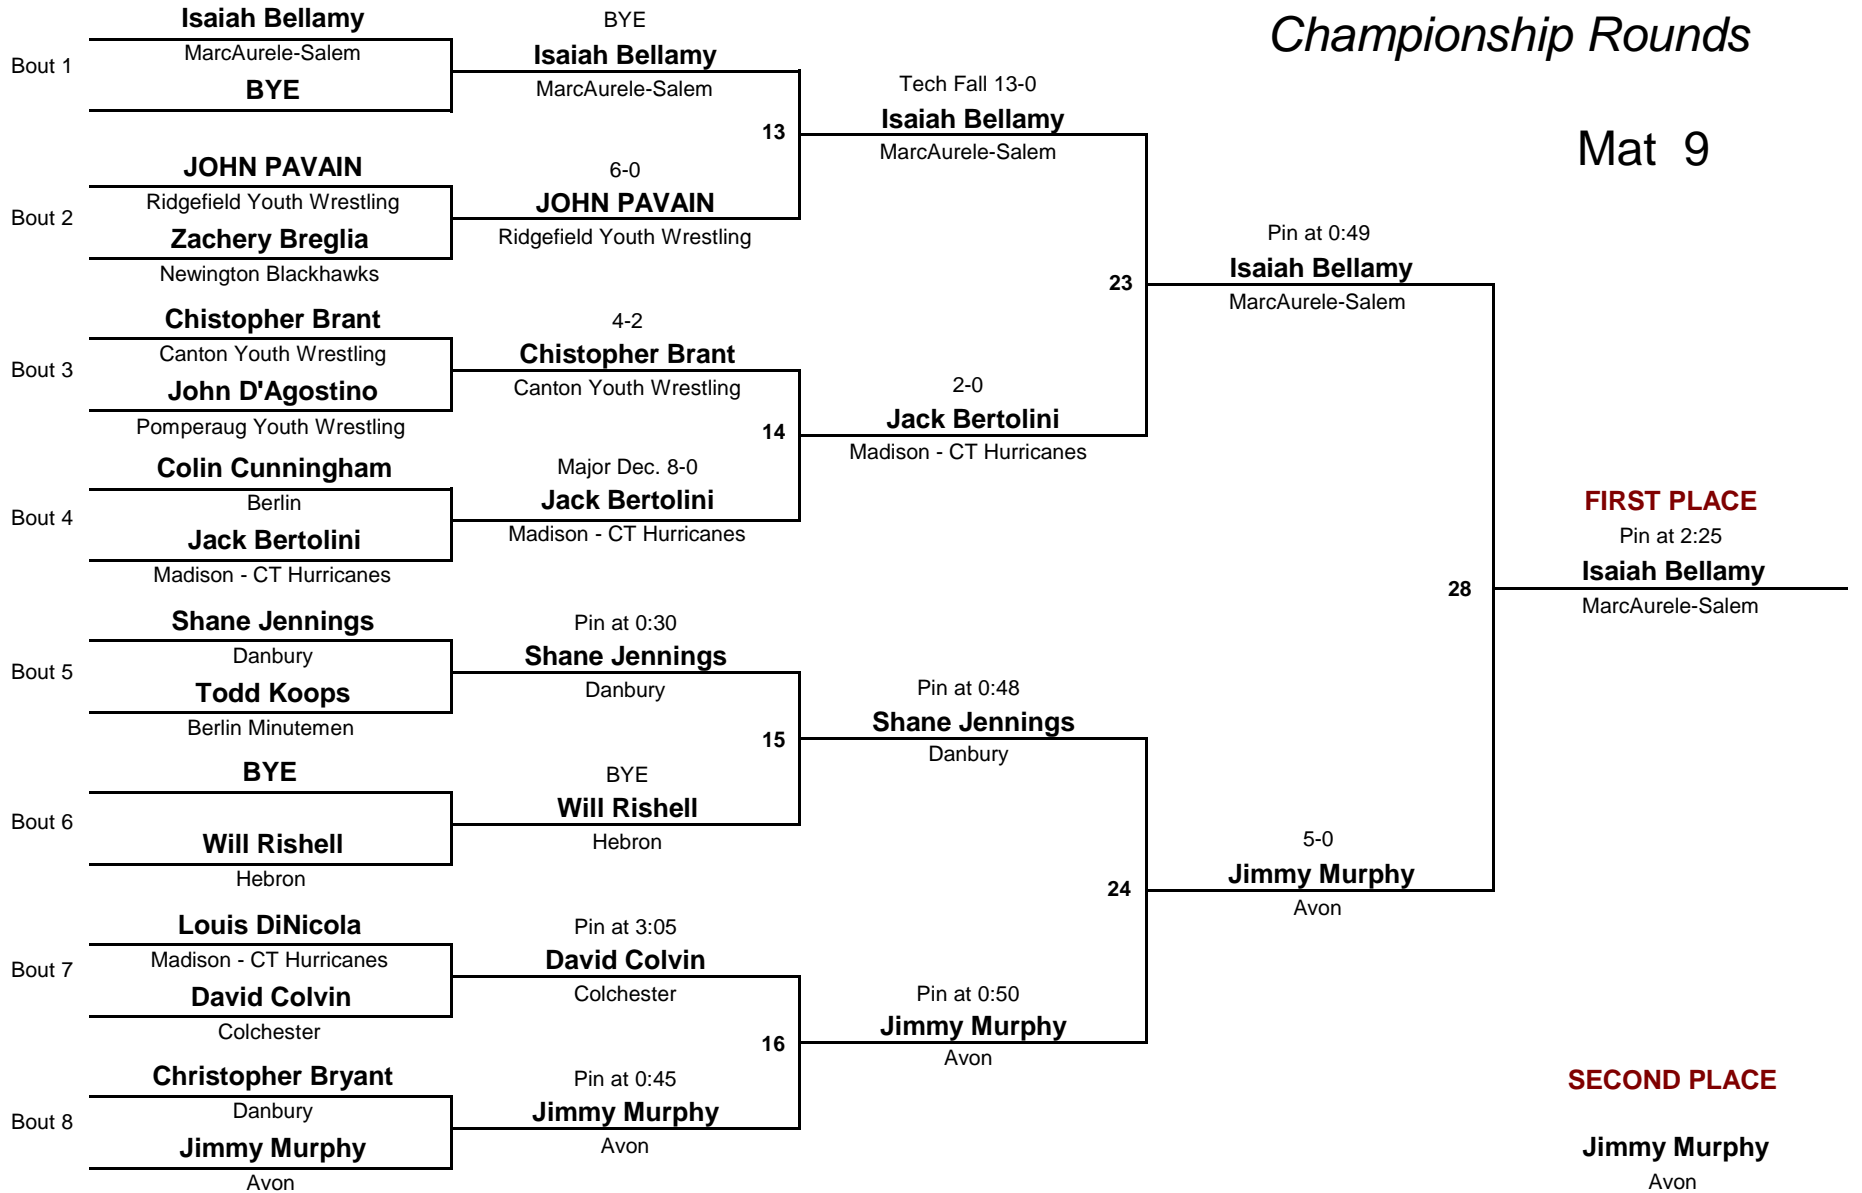 Championship Rounds
Mat 9
Bout 1
Isaiah Bellamy
MarcAurele-Salem
BYE
Bout 2
JOHN PAVAIN
Ridgefield Youth Wrestling
Zachery Breglia
Newington Blackhawks
Bout 3
Chistopher Brant
Canton Youth Wrestling
John D'Agostino
Pomperaug Youth Wrestling
Bout 4
Colin Cunningham
Berlin
Jack Bertolini
Madison - CT Hurricanes
Bout 5
Shane Jennings
Danbury
Todd Koops
Berlin Minutemen
Bout 6
BYE
Will Rishell
Hebron
Bout 7
Louis DiNicola
Madison - CT Hurricanes
David Colvin
Colchester
Bout 8
Christopher Bryant
Danbury
Jimmy Murphy
Avon
BYE
Isaiah Bellamy
MarcAurele-Salem
13
6-0
JOHN PAVAIN
Ridgefield Youth Wrestling
4-2
Chistopher Brant
Canton Youth Wrestling
14
Major Dec. 8-0
Jack Bertolini
Madison - CT Hurricanes
Pin at 0:30
Shane Jennings
Danbury
15
BYE
Will Rishell
Hebron
Pin at 3:05
David Colvin
Colchester
16
Pin at 0:45
Jimmy Murphy
Avon
Tech Fall 13-0
Isaiah Bellamy
MarcAurele-Salem
23
2-0
Jack Bertolini
Madison - CT Hurricanes
Pin at 0:48
Shane Jennings
Danbury
24
Pin at 0:50
Jimmy Murphy
Avon
Pin at 0:49
Isaiah Bellamy
MarcAurele-Salem
28
5-0
Jimmy Murphy
Avon
FIRST PLACE
Pin at 2:25
Isaiah Bellamy
MarcAurele-Salem
SECOND PLACE
Jimmy Murphy
Avon